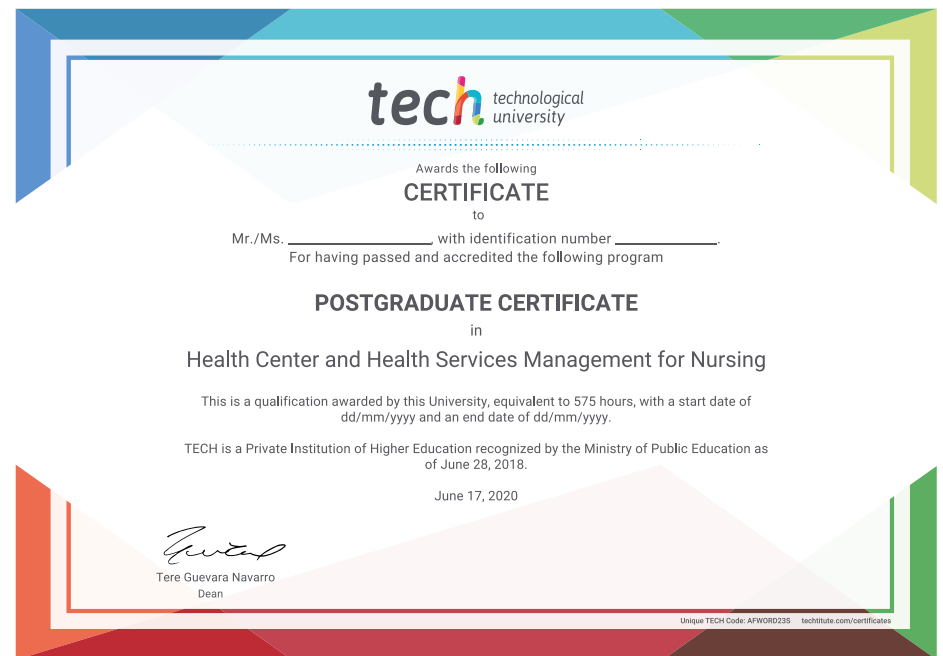 tech technological
university
Awards the following
CERTIFICATE
to
Mr./Ms. ____________________, with identification number ______________.
For having passed and accredited the following program
POSTGRADUATE CERTIFICATE
in
Health Center and Health Services Management for Nursing
This is a qualification awarded by this University, equivalent to 575 hours, with a start date of
dd/mm/yyyy and an end date of dd/mm/yyyy.
TECH is a Private Institution of Higher Education recognized by the Ministry of Public Education as
of June 28, 2018.
June 17, 2020
Tere Guevara Navarro
Dean
Unique TECH Code: AFWORD23S techtitute.com/certificates